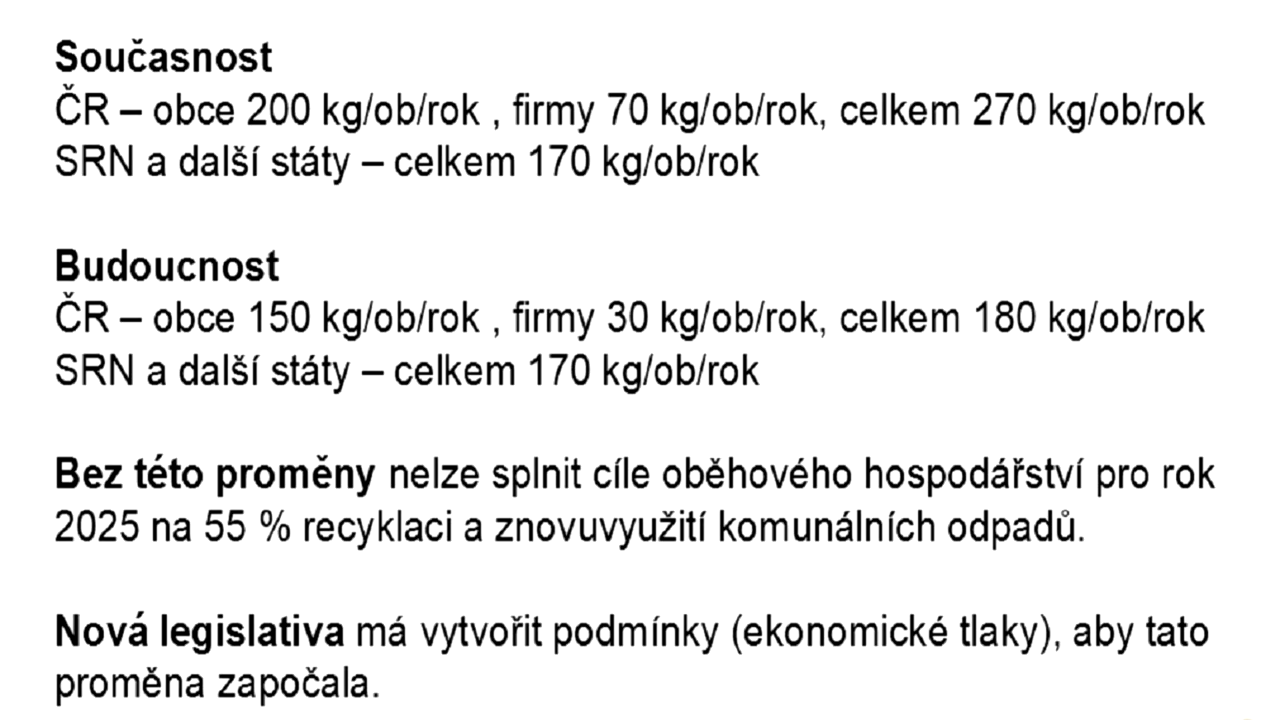 Současnost
ČR – obce 200 kg/ob/rok , firmy 70 kg/ob/rok, celkem 270 kg/ob/rok
SRN a další státy – celkem 170 kg/ob/rok
Budoucnost
ČR – obce 150 kg/ob/rok , firmy 30 kg/ob/rok, celkem 180 kg/ob/rok
SRN a další státy – celkem 170 kg/ob/rok
Bez této proměny nelze splnit cíle oběhového hospodářství pro rok
2025 na 55 % recyklaci a znovuvyužití komunálních odpadů.
Nová legislativa má vytvořit podmínky (ekonomické tlaky), aby tato
proměna započala.